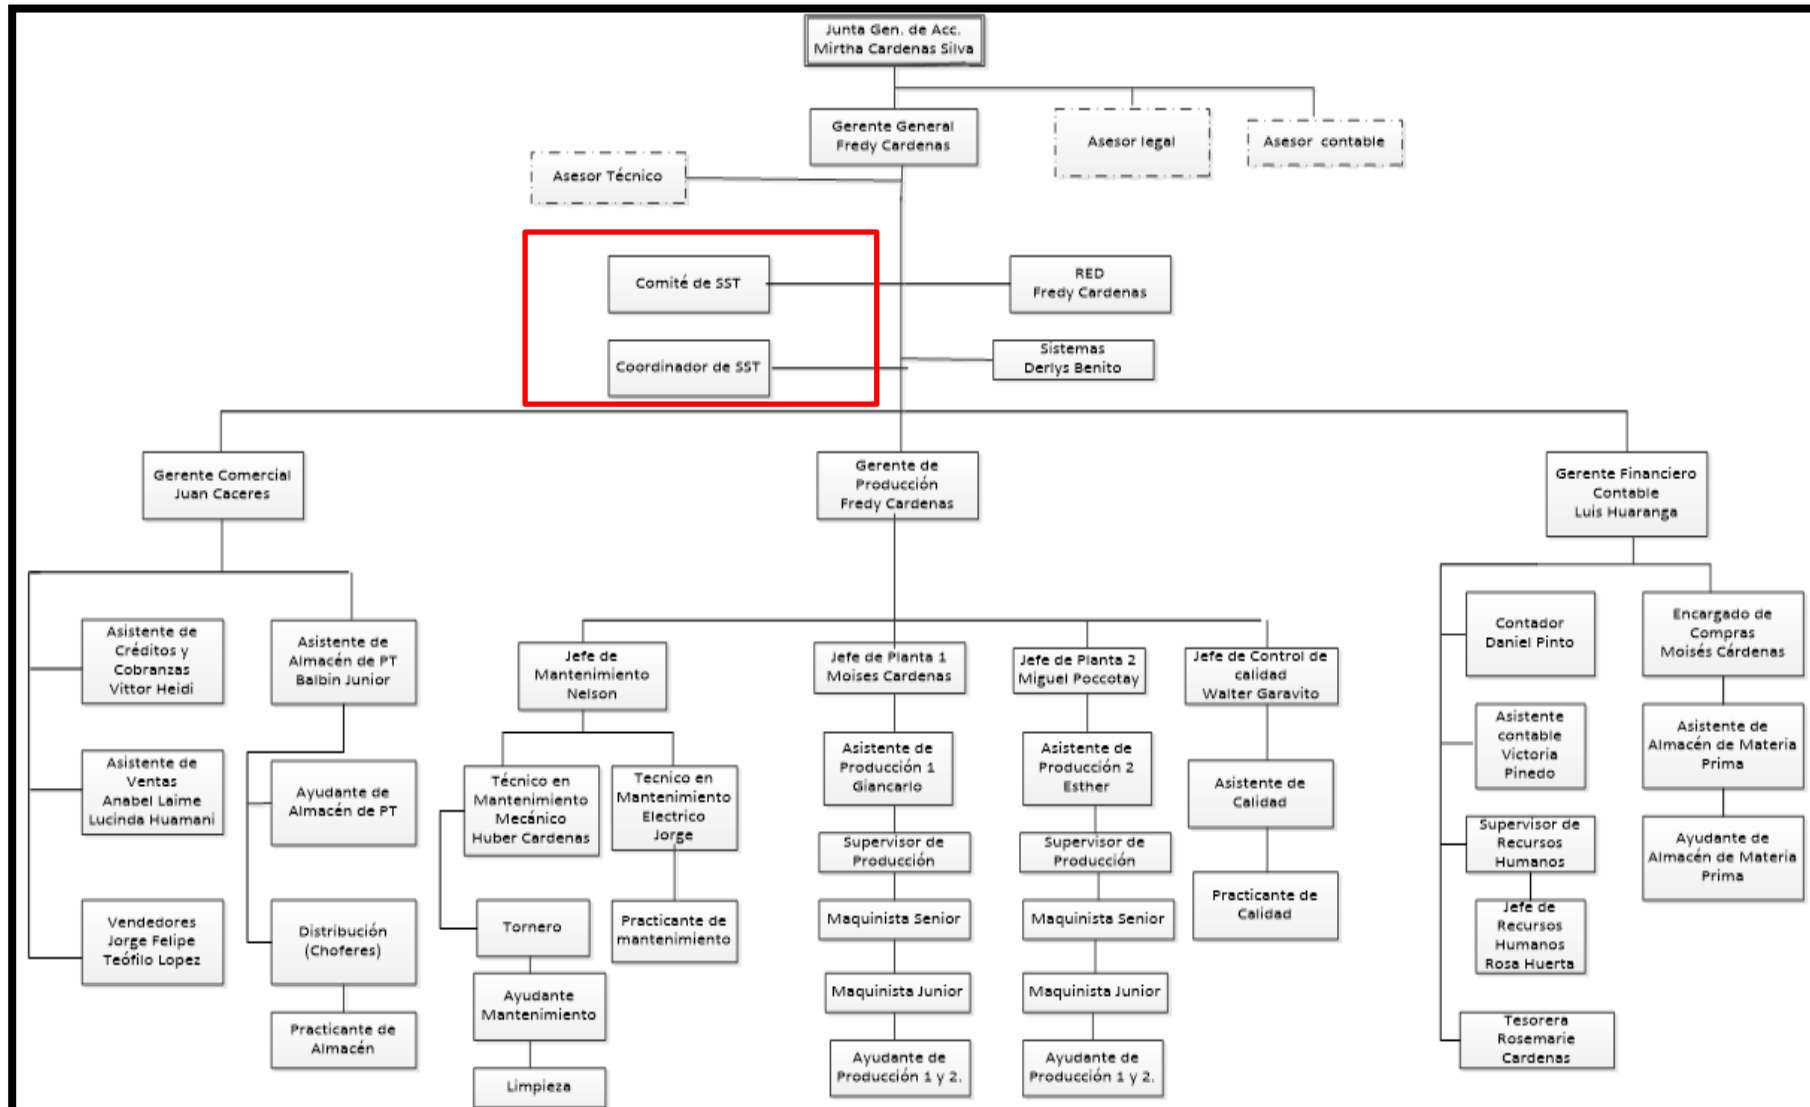 Junta Gen. de Acc.
Mirtha Cardenas Silva
Gerente General
Fredy Cardenas
Asesor legal
Asesor contable
Asesor Técnico
Comité de SST
RED
Fredy Cardenas
Coordinador de SST
Sistemas
Derlys Benito
Gerente Comercial
Juan Caceres
Gerente de
Producción
Fredy Cardenas
Gerente Financiero
Contable
Luis Huaranga
Asistente de
Créditos y
Cobranzas
Vittor Heidi
Asistente de
Almacén de PT
Balbin Junior
Asistente de
Ventas
Anabel Laime
Lucinda Huamani
Ayudante de
Almacén de PT
Vendedores
Jorge Felipe
Teófilo Lopez
Distribución
(Choferes)
Practicante de
Almacén
Jefe de
Mantenimiento
Nelson
Técnico en
Mantenimiento
Mecánico
Huber Cardenas
Tecnico en
Mantenimiento
Electrico
Jorge
Tornero
Practicante de
mantenimiento
Ayudante
Mantenimiento
Limpieza
Jefe de Planta 1
Moises Cardenas
Asistente de
Producción 1
Giancarlo
Supervisor de
Producción
Maquinista Senior
Maquinista Junior
Ayudante de
Producción 1 y 2.
Jefe de Planta 2
Miguel Poccotay
Asistente de
Producción 2
Esther
Supervisor de
Producción
Maquinista Senior
Maquinista Junior
Ayudante de
Producción 1 y 2.
Jefe de Control de
calidad
Walter Garavito
Asistente de
Calidad
Practicante de
Calidad
Contador
Daniel Pinto
Asistente
contable
Victoria
Pinedo
Supervisor de
Recursos
Humanos
Jefe de
Recursos
Humanos
Rosa Huerta
Tesorera
Rosemarie
Cardenas
Encargado de
Compras
Moisés Cárdenas
Asistente de
Almacén de Materia
Prima
Ayudante de
Almacén de Materia
Prima